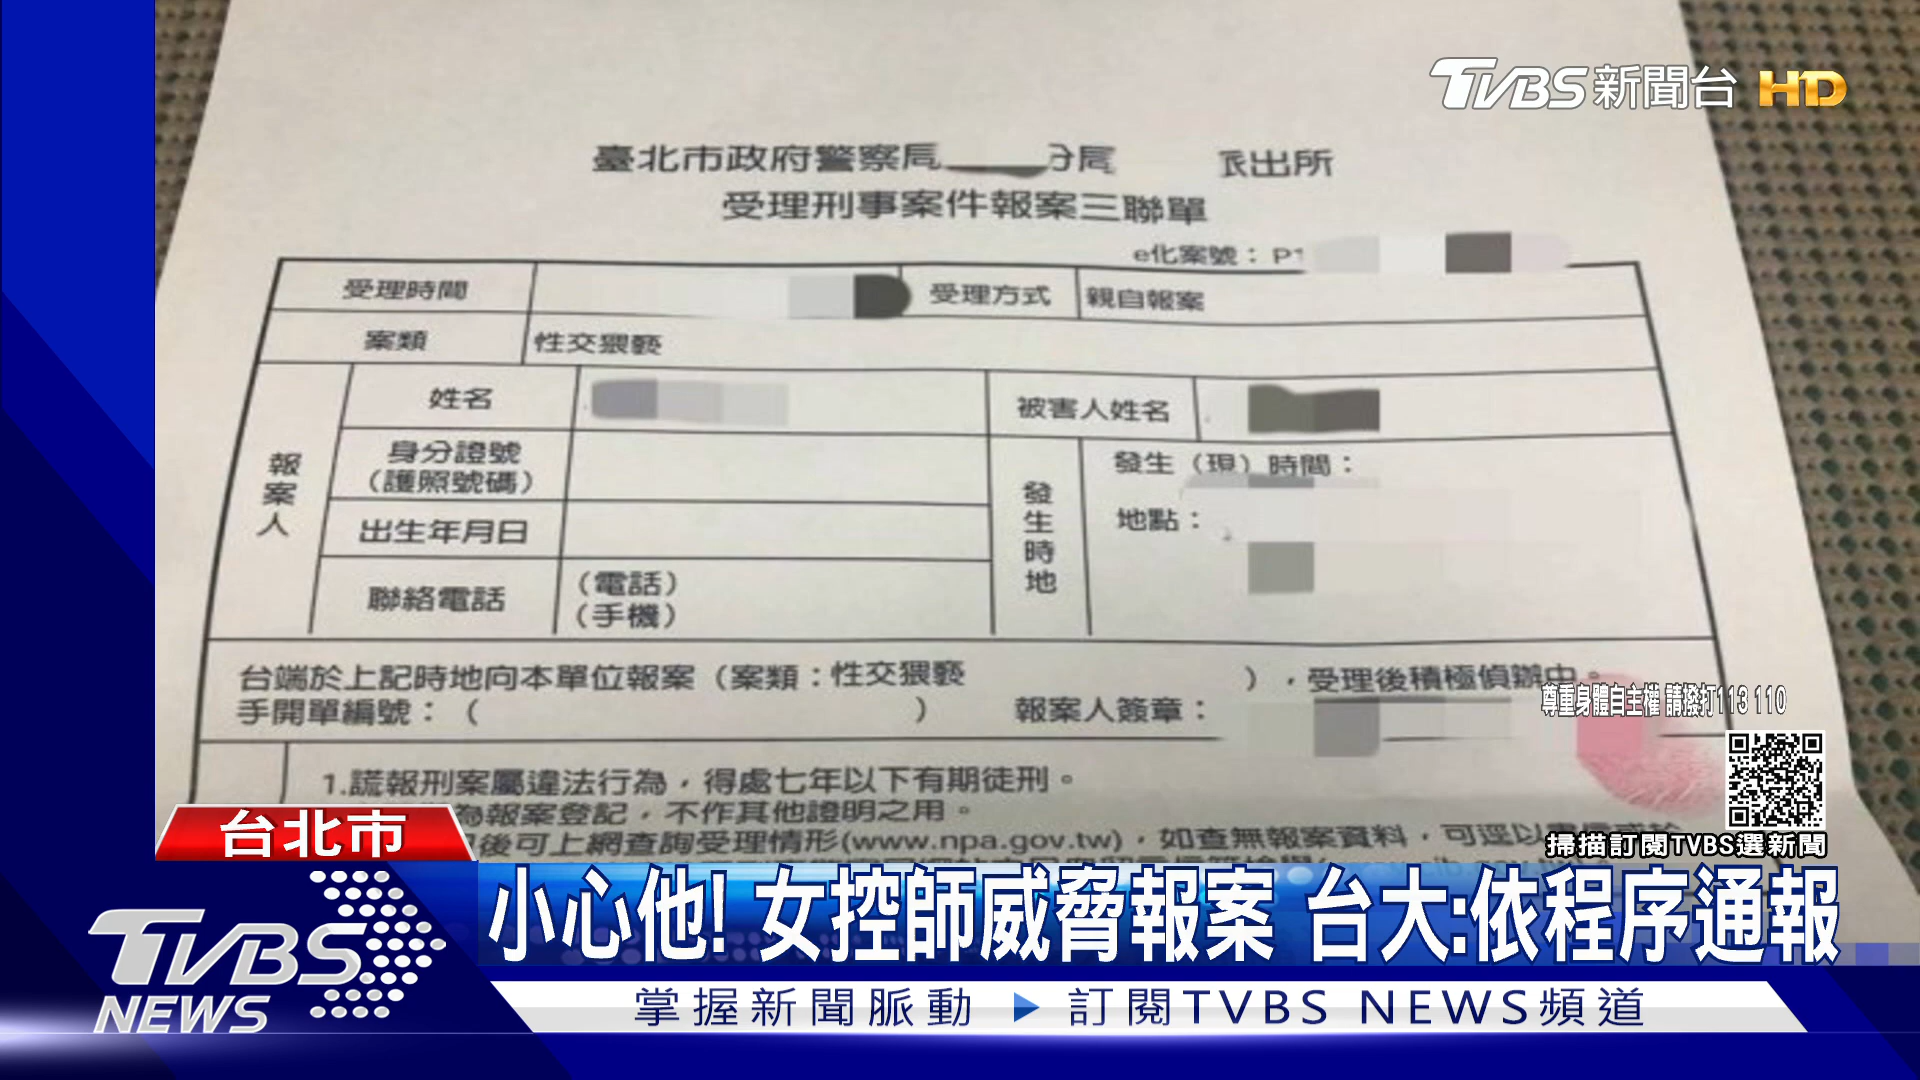 TVBS新聞台 HD
臺北市政府警察局 分局 派出所
受理刑事案件報案三聯單
e化案號：P1
受理時間
受理方式
親自報案
案類
性交猥褻
報案人
姓名
被害人姓名
身分證號
（護照號碼）
出生年月日
聯絡電話
（電話）
（手機）
發生時地
發生（現）時間：
地點：
台端於上記時地向本單位報案（案類：性交猥褻 ），受理後積極偵辦中。
手開單編號：（ ） 報案人簽章：
尊重身體自主權 請撥打113 110
1.謊報刑案屬違法行為，得處七年以下有期徒刑。
為報案登記，不作其他證明之用。
後可上網查詢受理情形(www.npa.gov.tw)，如查無報案資料，可逕以
掃描訂閱TVBS選新聞
台北市
小心他! 女控師威脅報案 台大:依程序通報
TVBS NEWS
掌握新聞脈動 ▶ 訂閱TVBS NEWS頻道